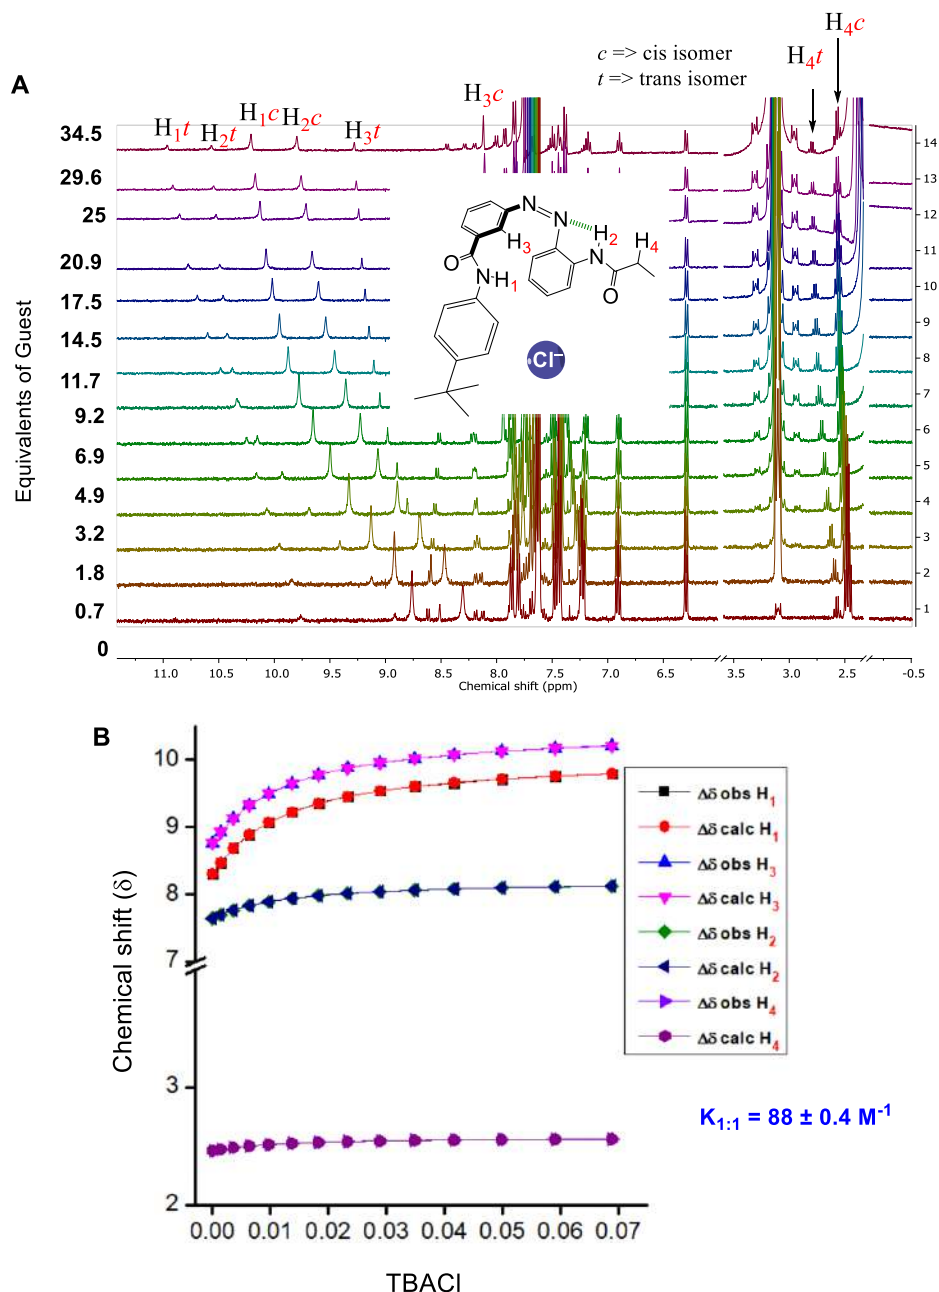 A
c => cis isomer
t => trans isomer
H4c
H4t
H3c
H1t
H2t
H1c
H2c
H3t
Equivalents of Guest
34.5
29.6
25
20.9
17.5
14.5
11.7
9.2
6.9
4.9
3.2
1.8
0.7
0
14
13
12
11
10
9
8
7
6
5
4
3
2
1
N
N
H2
N
H4
O
H3
O
N-H1
Cl−
11.0 10.5 10.0 9.5 9.0 8.5 8.0 7.5 7.0 6.5 6.0 3.5 3.0 2.5 -0.5
Chemical shift (ppm)
B
Chemical shift (δ)
10
9
8
7
3
2
0.00 0.01 0.02 0.03 0.04 0.05 0.06 0.07
TBACl
Δδ obs H1
Δδ calc H1
Δδ obs H3
Δδ calc H3
Δδ obs H2
Δδ calc H2
Δδ obs H4
Δδ calc H4
K1:1 = 88 ± 0.4 M-1